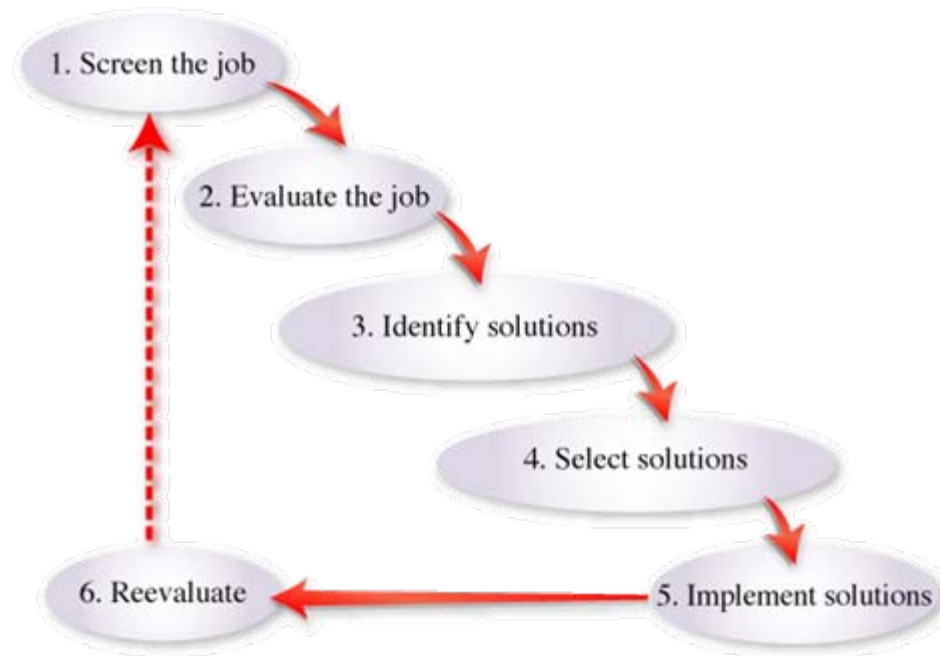 1. Screen the job
2. Evaluate the job
3. Identify solutions
4. Select solutions
5. Implement solutions
6. Reevaluate